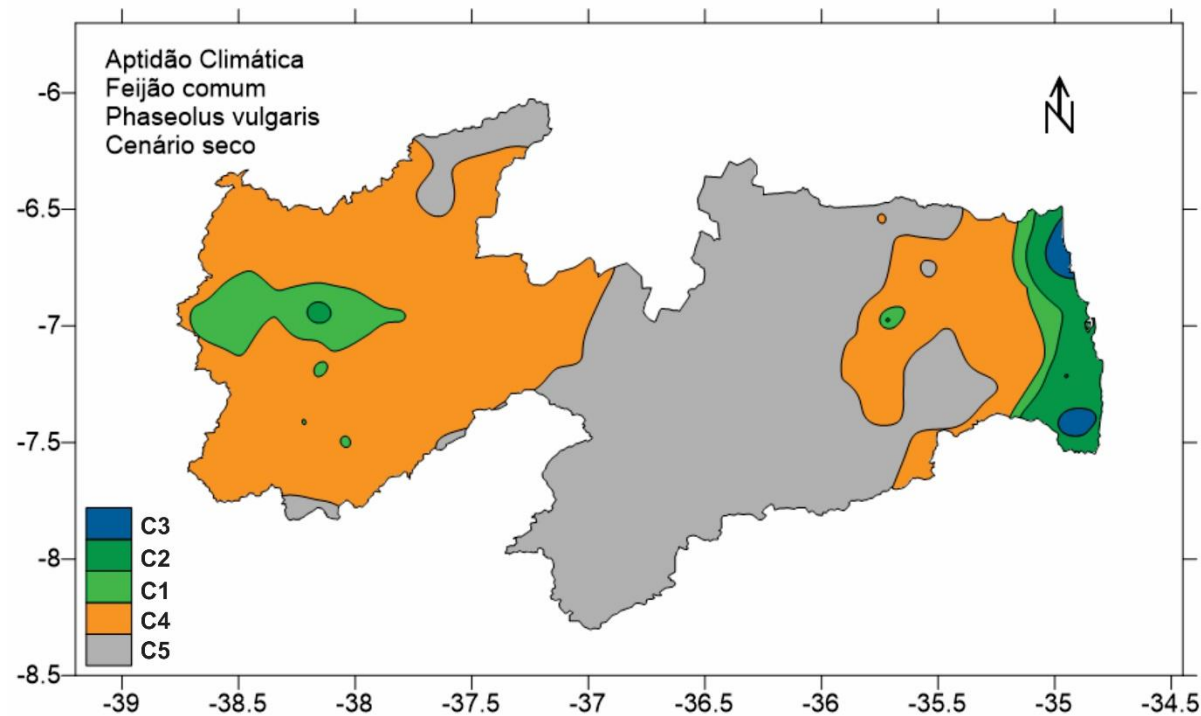 Aptidão Climática
Feijão comum
Phaseolus vulgaris
Cenário seco
N
-6
-6.5
-7
-7.5
-8
-8.5
C3
C2
C1
C4
C5
-39 -38.5 -38 -37.5 -37 -36.5 -36 -35.5 -35 -34.5